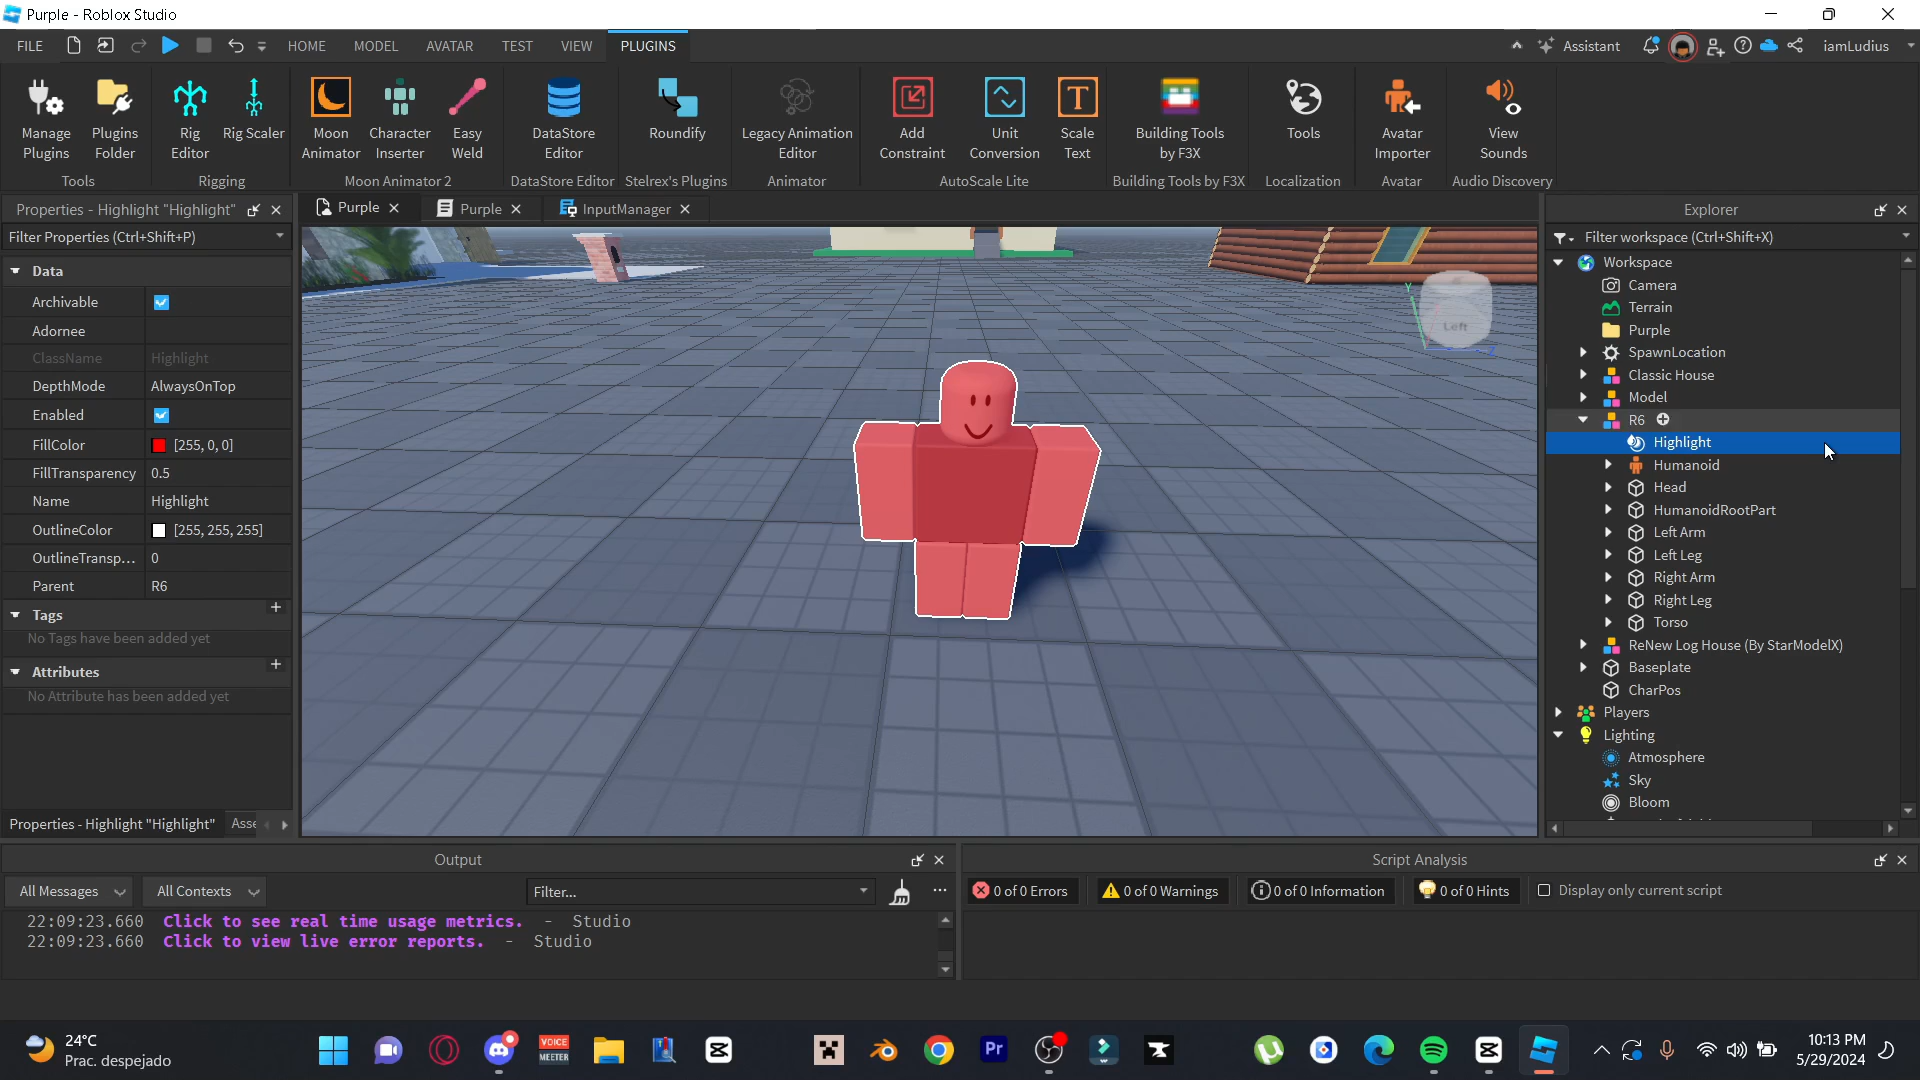 Purple - Roblox Studio
FILE HOME MODEL AVATAR TEST VIEW PLUGINS Assistant iamLudius
Manage Plugins
Plugins Folder
Tools
Rig Editor
Rig Scaler
Rigging
Moon Animator
Character Inserter
Easy Weld
Moon Animator 2
DataStore Editor
DataStore Editor
Roundify
Stelrex's Plugins
Legacy Animation Editor
Animator
Add Constraint
Unit Conversion
T
Scale Text
AutoScale Lite
Building Tools by F3X
Building Tools by F3X
Tools
Localization
Avatar Importer
Avatar
View Sounds
Audio Discovery
Properties - Highlight "Highlight"
Filter Properties (Ctrl+Shift+P)
Data
Archivable
Adornee
ClassName Highlight
DepthMode AlwaysOnTop
Enabled
FillColor [255, 0, 0]
FillTransparency 0.5
Name Highlight
OutlineColor [255, 255, 255]
OutlineTransp... 0
Parent R6
Tags +
No Tags have been added yet
Attributes +
No Attribute has been added yet
Properties - Highlight "Highlight" Asse
Purple Purple InputManager
Y
Left
Z
Explorer
Filter workspace (Ctrl+Shift+X)
Workspace
Camera
Terrain
Purple
SpawnLocation
Classic House
Model
R6
Highlight
Humanoid
Head
HumanoidRootPart
Left Arm
Left Leg
Right Arm
Right Leg
Torso
ReNew Log House (By StarModelX)
Baseplate
CharPos
Players
Lighting
Atmosphere
Sky
Bloom
Output
All Messages All Contexts Filter... ...
22:09:23.660 Click to see real time usage metrics. - Studio
22:09:23.660 Click to view live error reports. - Studio
Script Analysis
0 of 0 Errors 0 of 0 Warnings 0 of 0 Information 0 of 0 Hints Display only current script
24°C
Prac. despejado
VOICE
MEETER
Pr
10:13 PM
5/29/2024